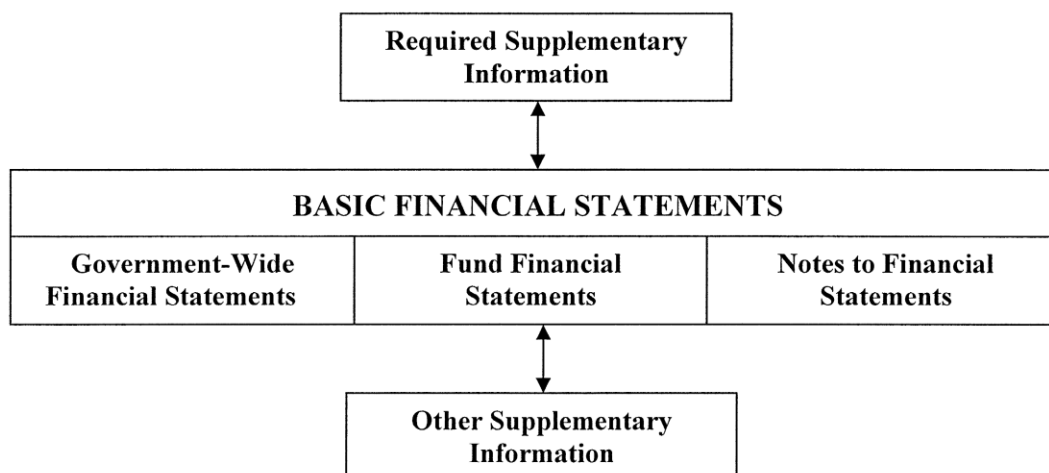 Required Supplementary
Information
BASIC FINANCIAL STATEMENTS
Government-Wide
Financial Statements
Fund Financial
Statements
Notes to Financial
Statements
Other Supplementary
Information